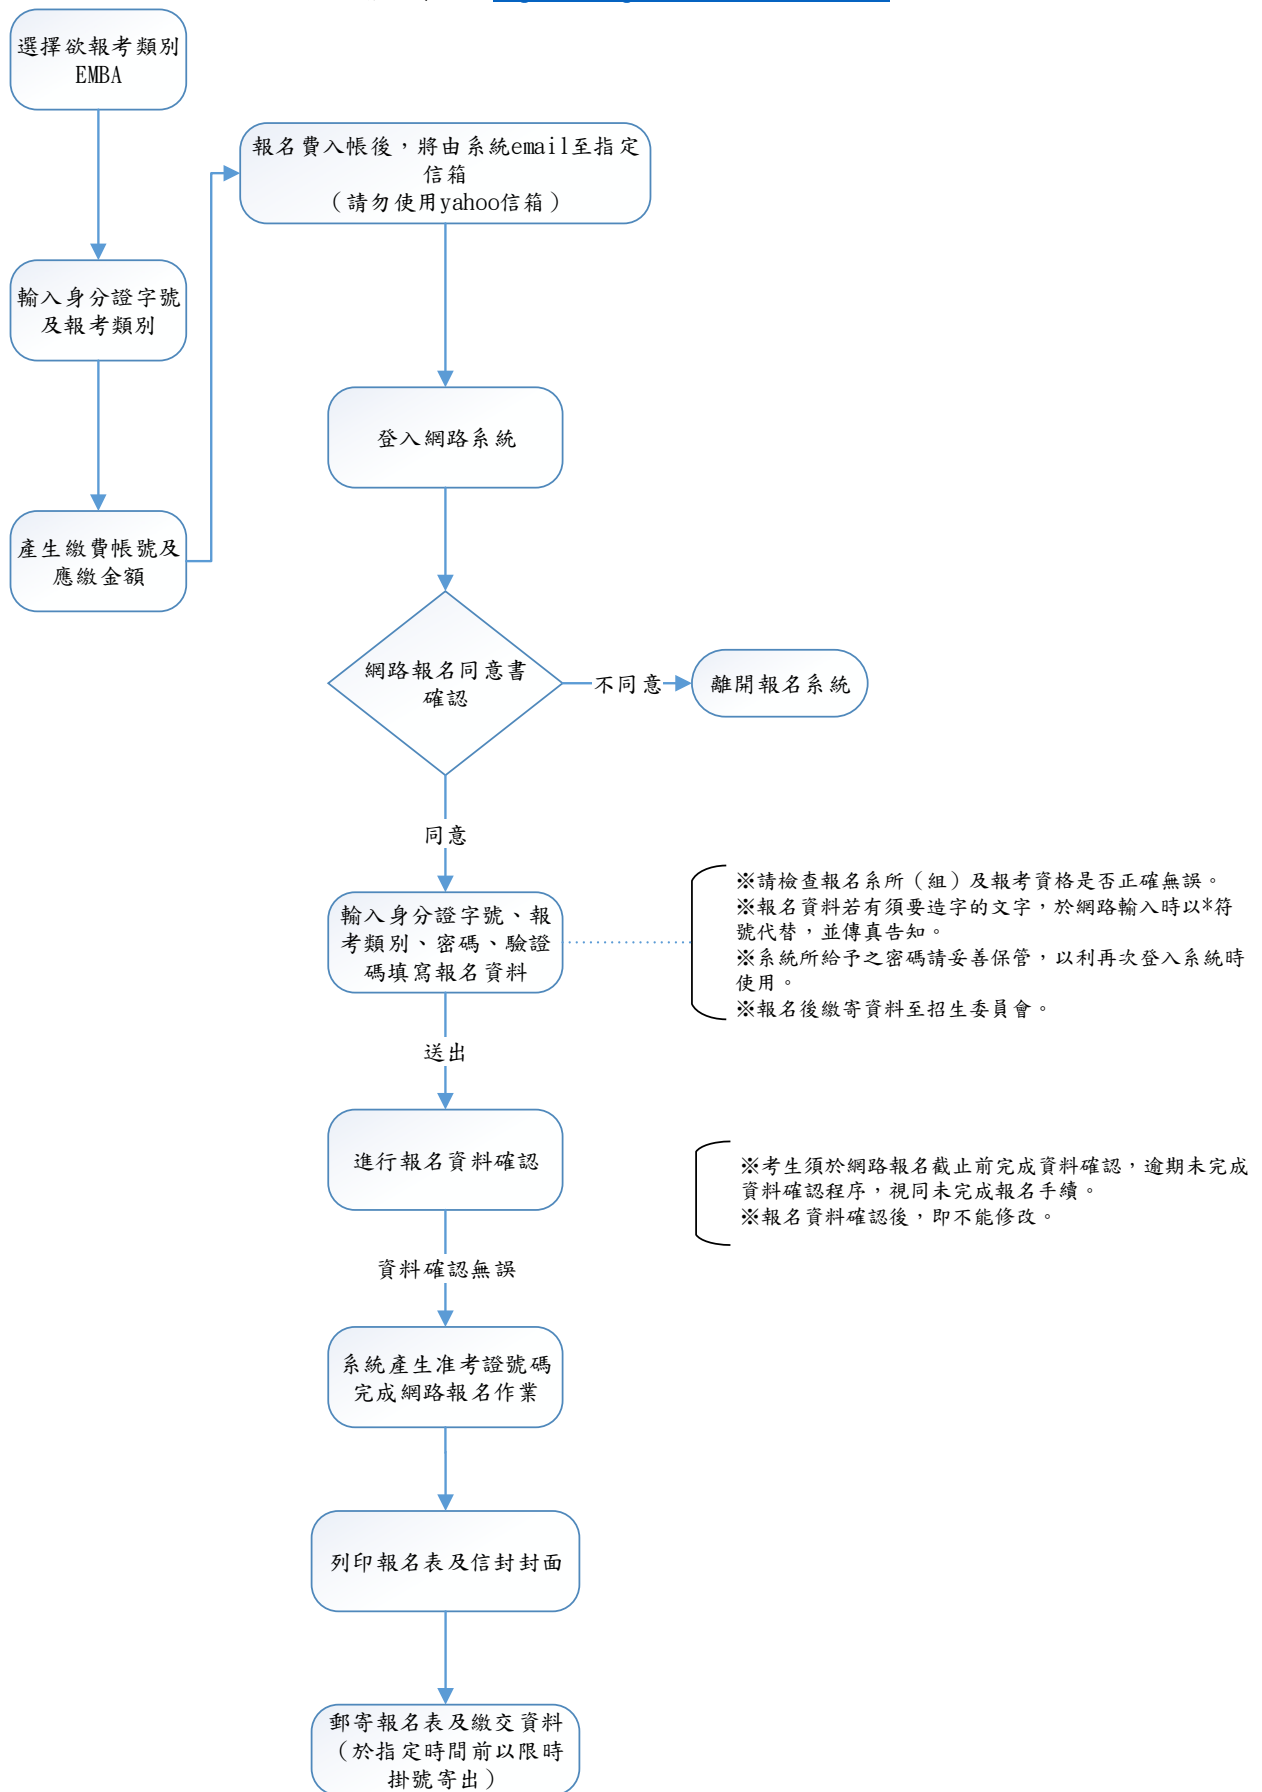 選擇欲報考類別
EMBA
輸入身分證字號
及報考類別
產生繳費帳號及
應繳金額
報名費入帳後，將由系統email至指定
信箱
（請勿使用yahoo信箱）
登入網路系統
網路報名同意書
確認
不同意
離開報名系統
同意
輸入身分證字號、報
考類別、密碼、驗證
碼填寫報名資料
※請檢查報名系所（組）及報考資格是否正確無誤。
※報名資料若有須要造字的文字，於網路輸入時以*符
號代替，並傳真告知。
※系統所給予之密碼請妥善保管，以利再次登入系統時
使用。
※報名後繳寄資料至招生委員會。
送出
進行報名資料確認
※考生須於網路報名截止前完成資料確認，逾期未完成
資料確認程序，視同未完成報名手續。
※報名資料確認後，即不能修改。
資料確認無誤
系統產生准考證號碼
完成網路報名作業
列印報名表及信封封面
郵寄報名表及繳交資料
（於指定時間前以限時
掛號寄出）